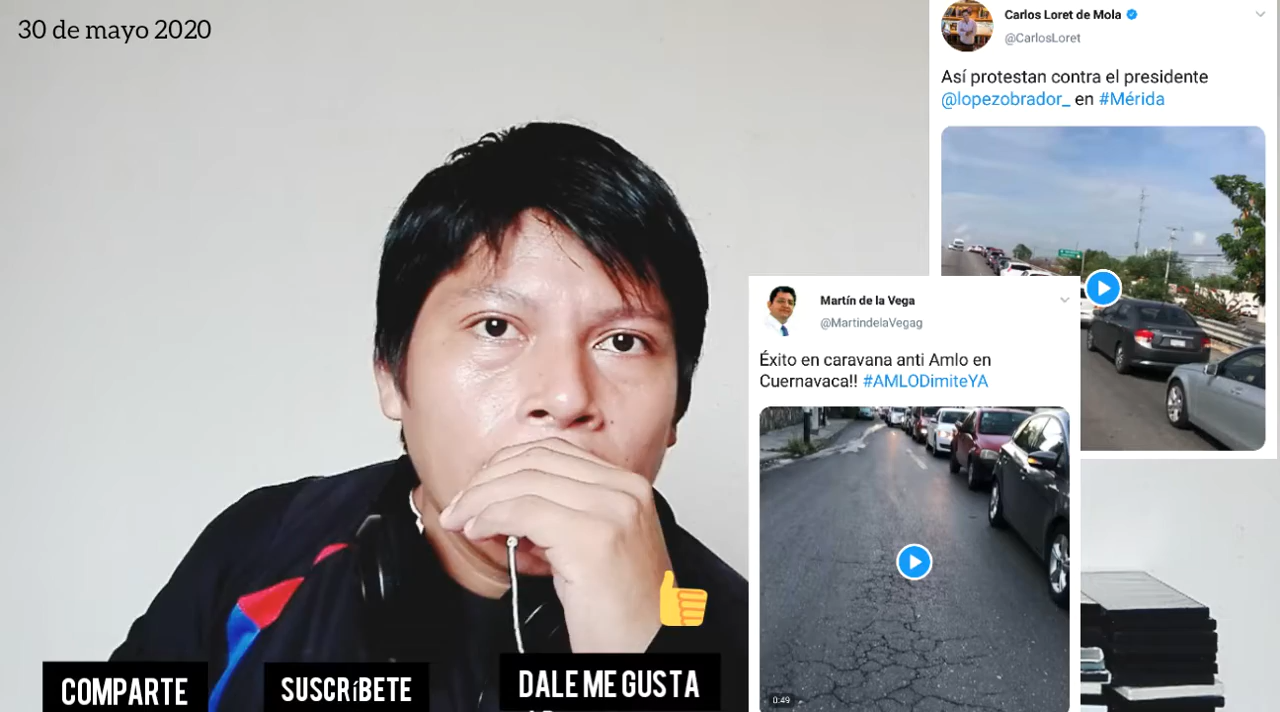 30 de mayo 2020
Carlos Loret de Mola
@CarlosLoret
Así protestan contra el presidente
@lopezobrador_ en #Mérida
Martín de la Vega
@MartindelaVegag
Éxito en caravana anti Amlo en
Cuernavaca!! #AMLODimiteYA
0:49
COMPARTE
SUSCRíBETE
DALE ME GUSTA